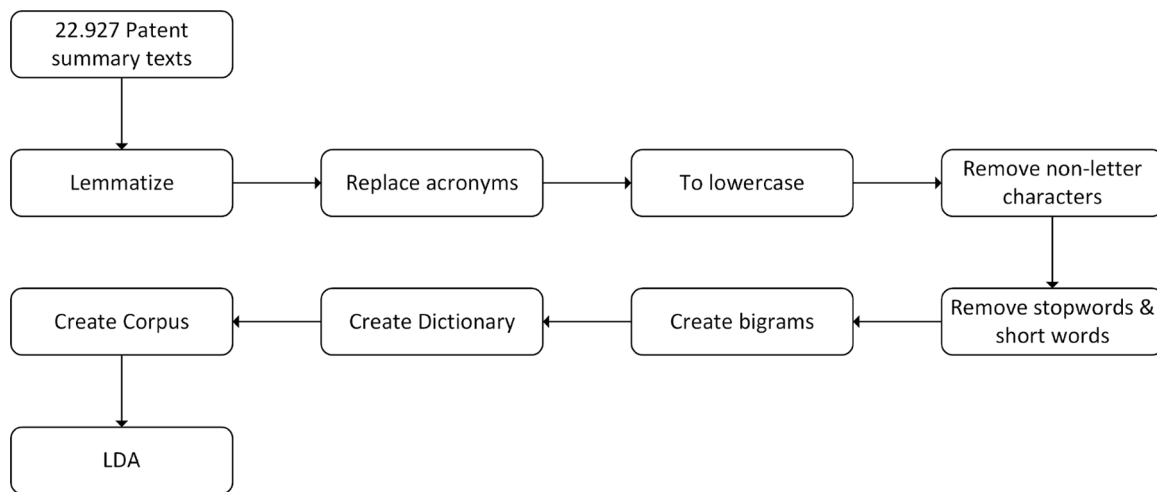 22.927 Patent
summary texts
Lemmatize
Replace acronyms
To lowercase
Remove non-letter
characters
Remove stopwords &
short words
Create bigrams
Create Dictionary
Create Corpus
LDA